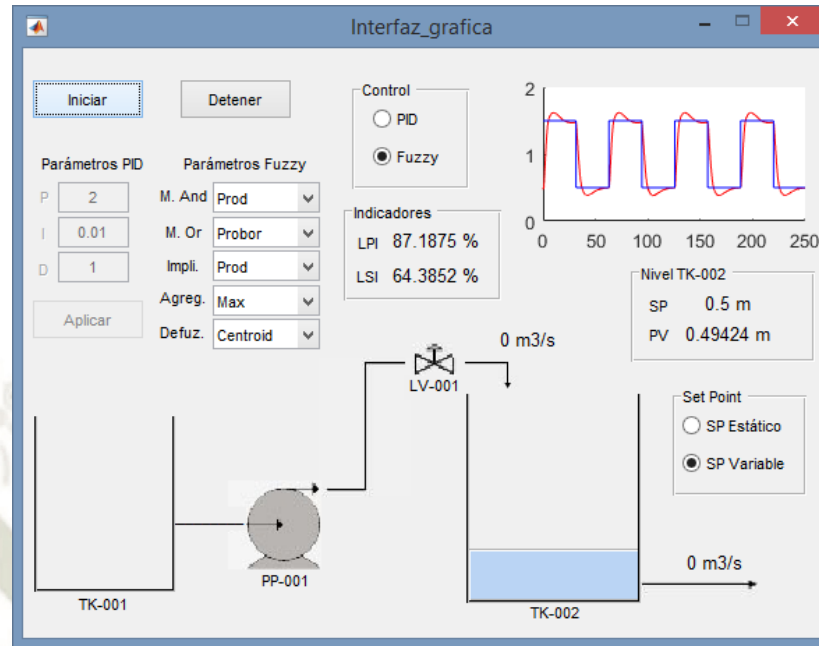 Interfaz_grafica
Iniciar
Detener
Parámetros PID
P 2
I 0.01
D 1
Aplicar
Parámetros Fuzzy
M. And Prod
M. Or Probor
Impli. Prod
Agreg. Max
Defuz. Centroid
Control
PID
Fuzzy
Indicadores
LPI 87.1875 %
LSI 64.3852 %
2
1
0
0 50 100 150 200 250
Nivel TK-002
SP 0.5 m
PV 0.49424 m
Set Point
SP Estático
SP Variable
0 m3/s
LV-001
TK-001
PP-001
TK-002
0 m3/s